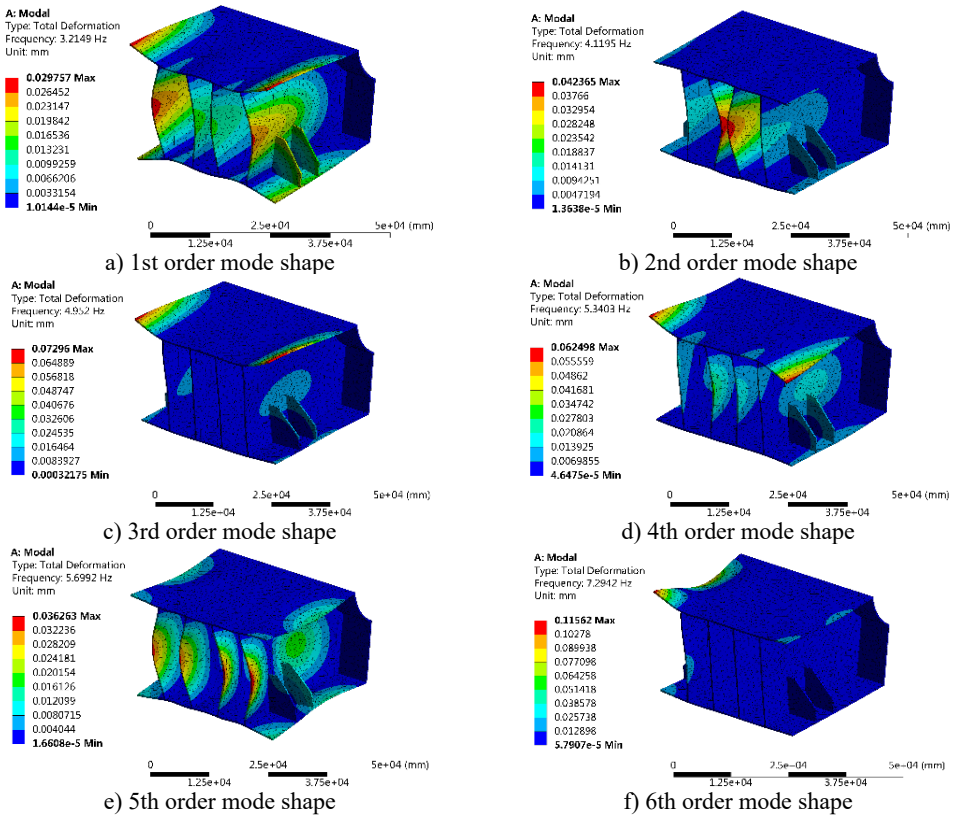 A: Modal
Type: Total Deformation
Frequency: 3.2149 Hz
Unit: mm
0.029757 Max
0.026452
0.023147
0.019842
0.016536
0.013231
0.0099259
0.0066206
0.0033154
1.0144e-5 Min
0 2.5e+04 5e+04 (mm)
1.25e+04 3.75e+04
a) 1st order mode shape
A: Modal
Type: Total Deformation
Frequency: 4.1195 Hz
Unit: mm
0.042365 Max
0.03766
0.032954
0.028248
0.023542
0.018837
0.014131
0.0094251
0.0047194
1.3638e-5 Min
0 2.5e+04 5e+04 (mm)
1.25e+04 3.75e+04
b) 2nd order mode shape
A: Modal
Type: Total Deformation
Frequency: 4.952 Hz
Unit: mm
0.07296 Max
0.064889
0.056818
0.048747
0.040676
0.032606
0.024535
0.016464
0.0083927
0.00032175 Min
0 2.5e+04 5e+04 (mm)
1.25e+04 3.75e+04
c) 3rd order mode shape
A: Modal
Type: Total Deformation
Frequency: 5.3403 Hz
Unit: mm
0.062498 Max
0.055559
0.04862
0.041681
0.034742
0.027803
0.020864
0.013925
0.0069855
4.6475e-5 Min
0 2.5e+04 5e+04 (mm)
1.25e+04 3.75e+04
d) 4th order mode shape
A: Modal
Type: Total Deformation
Frequency: 5.6992 Hz
Unit: mm
0.036263 Max
0.032236
0.028209
0.024181
0.020154
0.016126
0.012099
0.0080715
0.004044
1.6608e-5 Min
0 2.5e+04 5e+04 (mm)
1.25e+04 3.75e+04
e) 5th order mode shape
A: Modal
Type: Total Deformation
Frequency: 7.2942 Hz
Unit: mm
0.11562 Max
0.10278
0.089938
0.077098
0.064258
0.051418
0.038578
0.025738
0.012898
5.7907e-5 Min
0 2.5e+04 5e+04 (mm)
1.25e+04 3.75e+04
f) 6th order mode shape